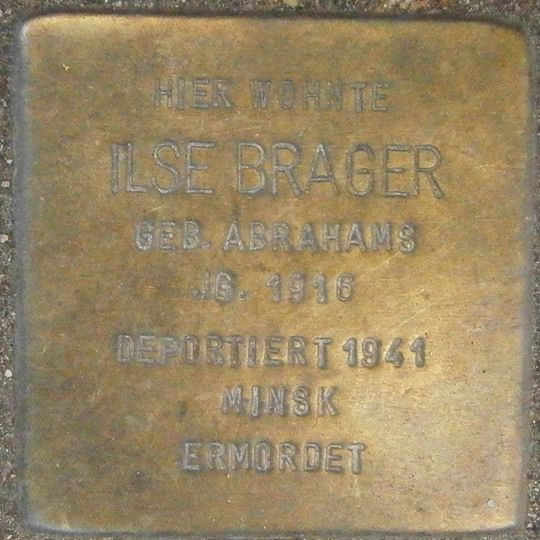 HIER WOHNTE
ILSE BRAGER
GEB. ABRAHAMS
JG. 1916
DEPORTIERT 1941
MINSK
ERMORDET